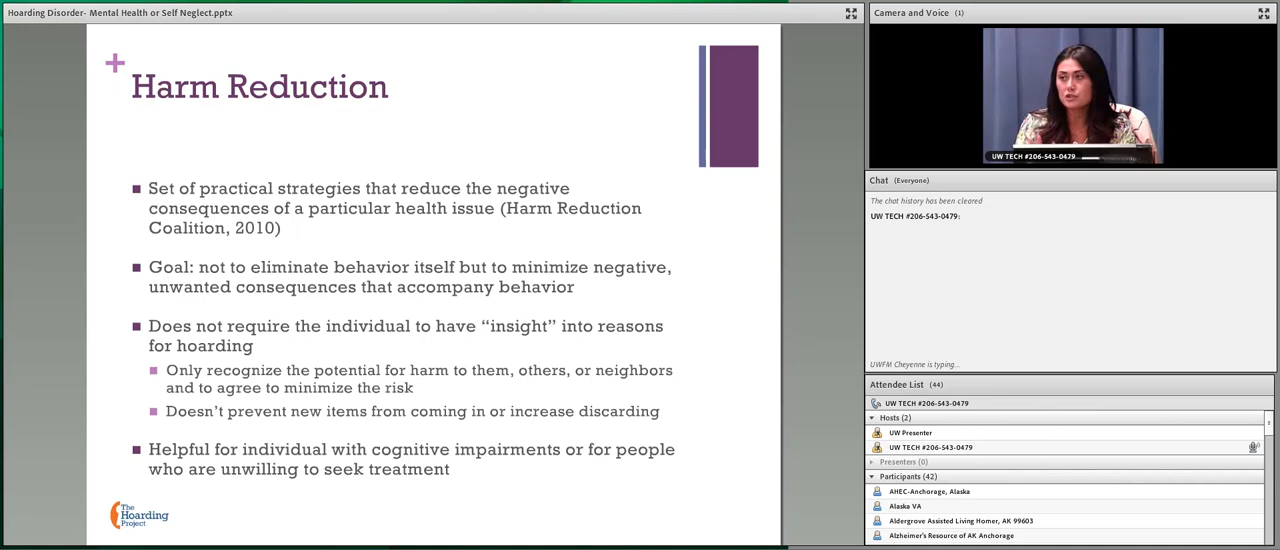 Hoarding Disorder- Mental Health or Self Neglect.pptx
Harm Reduction
Set of practical strategies that reduce the negative
consequences of a particular health issue (Harm Reduction
Coalition, 2010)
Goal: not to eliminate behavior itself but to minimize negative,
unwanted consequences that accompany behavior
Does not require the individual to have “insight” into reasons
for hoarding
Only recognize the potential for harm to them, others, or neighbors
and to agree to minimize the risk
Doesn’t prevent new items from coming in or increase discarding
Helpful for individual with cognitive impairments or for people
who are unwilling to seek treatment
The
Hoarding
Project
Camera and Voice (1)
UW TECH #206-543-0479
Chat (Everyone)
The chat history has been cleared
UW TECH #206-543-0479:
UWFM Cheyenne is typing...
Attendee List (44)
UW TECH #206-543-0479
Hosts (2)
UW Presenter
UW TECH #206-543-0479
Presenters (0)
Participants (42)
AHEC-Anchorage, Alaska
Alaska VA
Aldergrove Assisted Living Homer, AK 99603
Alzheimer's Resource of AK Anchorage